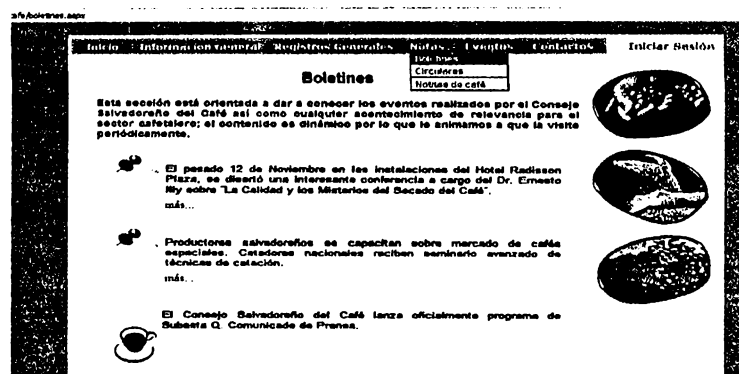 afe/boletines.aspx
Inicio Informacion General Registros Generales Notas Eventos Contactos Iniciar Sesión
Boletines
Circulares
Noticias de café
Boletines
Esta sección está orientada a dar a conocer los eventos realizados por el Consejo
Salvadoreño del Café así como cualquier acontecimiento de relevancia para el
sector cafetalero; el contenido es dinámico por lo que le animamos a que la visite
periódicamente.
El pasado 12 de Noviembre en las instalaciones del Hotel Radisson
Plaza, se disertó una interesante conferencia a cargo del Dr. Ernesto
Illy sobre "La Calidad y los Misterios del Secado del Café".
más...
Productores salvadoreños se capacitan sobre mercado de cafés
especiales. Catadores nacionales reciben seminario avanzado de
técnicas de catación.
más...
El Consejo Salvadoreño del Café lanza oficialmente programa de
Subasta Q. Comunicado de Prensa.